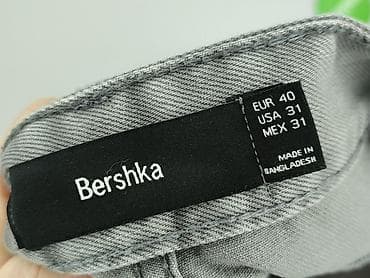 Bershka
EUR 40
USA 31
MEX 31
MADE IN
BANGLADESH